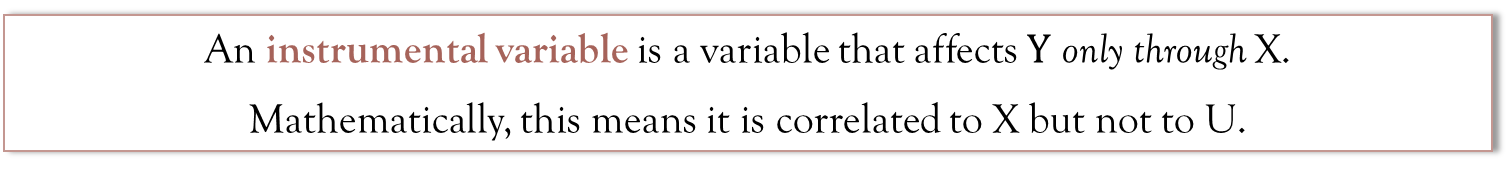 An instrumental variable is a variable that affects Y only through X.
Mathematically, this means it is correlated to X but not to U.